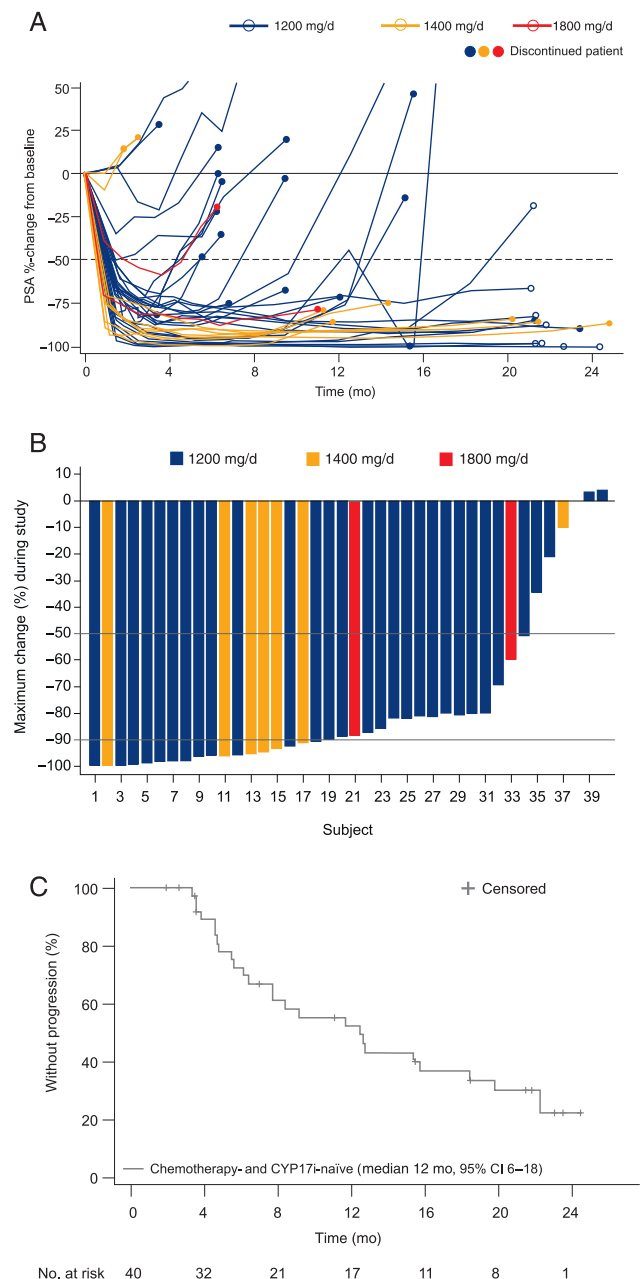 A
1200 mg/d 1400 mg/d 1800 mg/d
Discontinued patient
PSA %-change from baseline
50
25
0
−25
−50
−75
−100
0 4 8 12 16 20 24
Time (mo)
B
1200 mg/d 1400 mg/d 1800 mg/d
Maximum change (%) during study
10
0
−10
−20
−30
−40
−50
−60
−70
−80
−90
−100
1 3 5 7 9 11 13 15 17 19 21 23 25 27 29 31 33 35 37 39
Subject
C
Censored
Without progression (%)
100
80
60
40
20
0
Chemotherapy- and CYP17i-naïve (median 12 mo, 95% CI 6–18)
0 4 8 12 16 20 24
Time (mo)
No. at risk 40 32 21 17 11 8 1